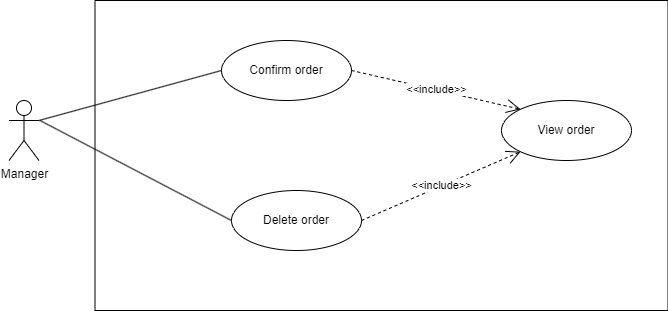 Confirm order
<<include>>
View order
Manager
<<include>>
Delete order